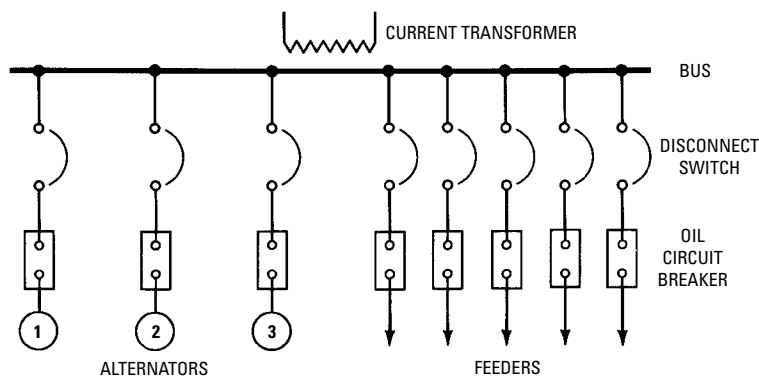 CURRENT TRANSFORMER
BUS
DISCONNECT
SWITCH
OIL
CIRCUIT
BREAKER
1 2 3
ALTERNATORS FEEDERS